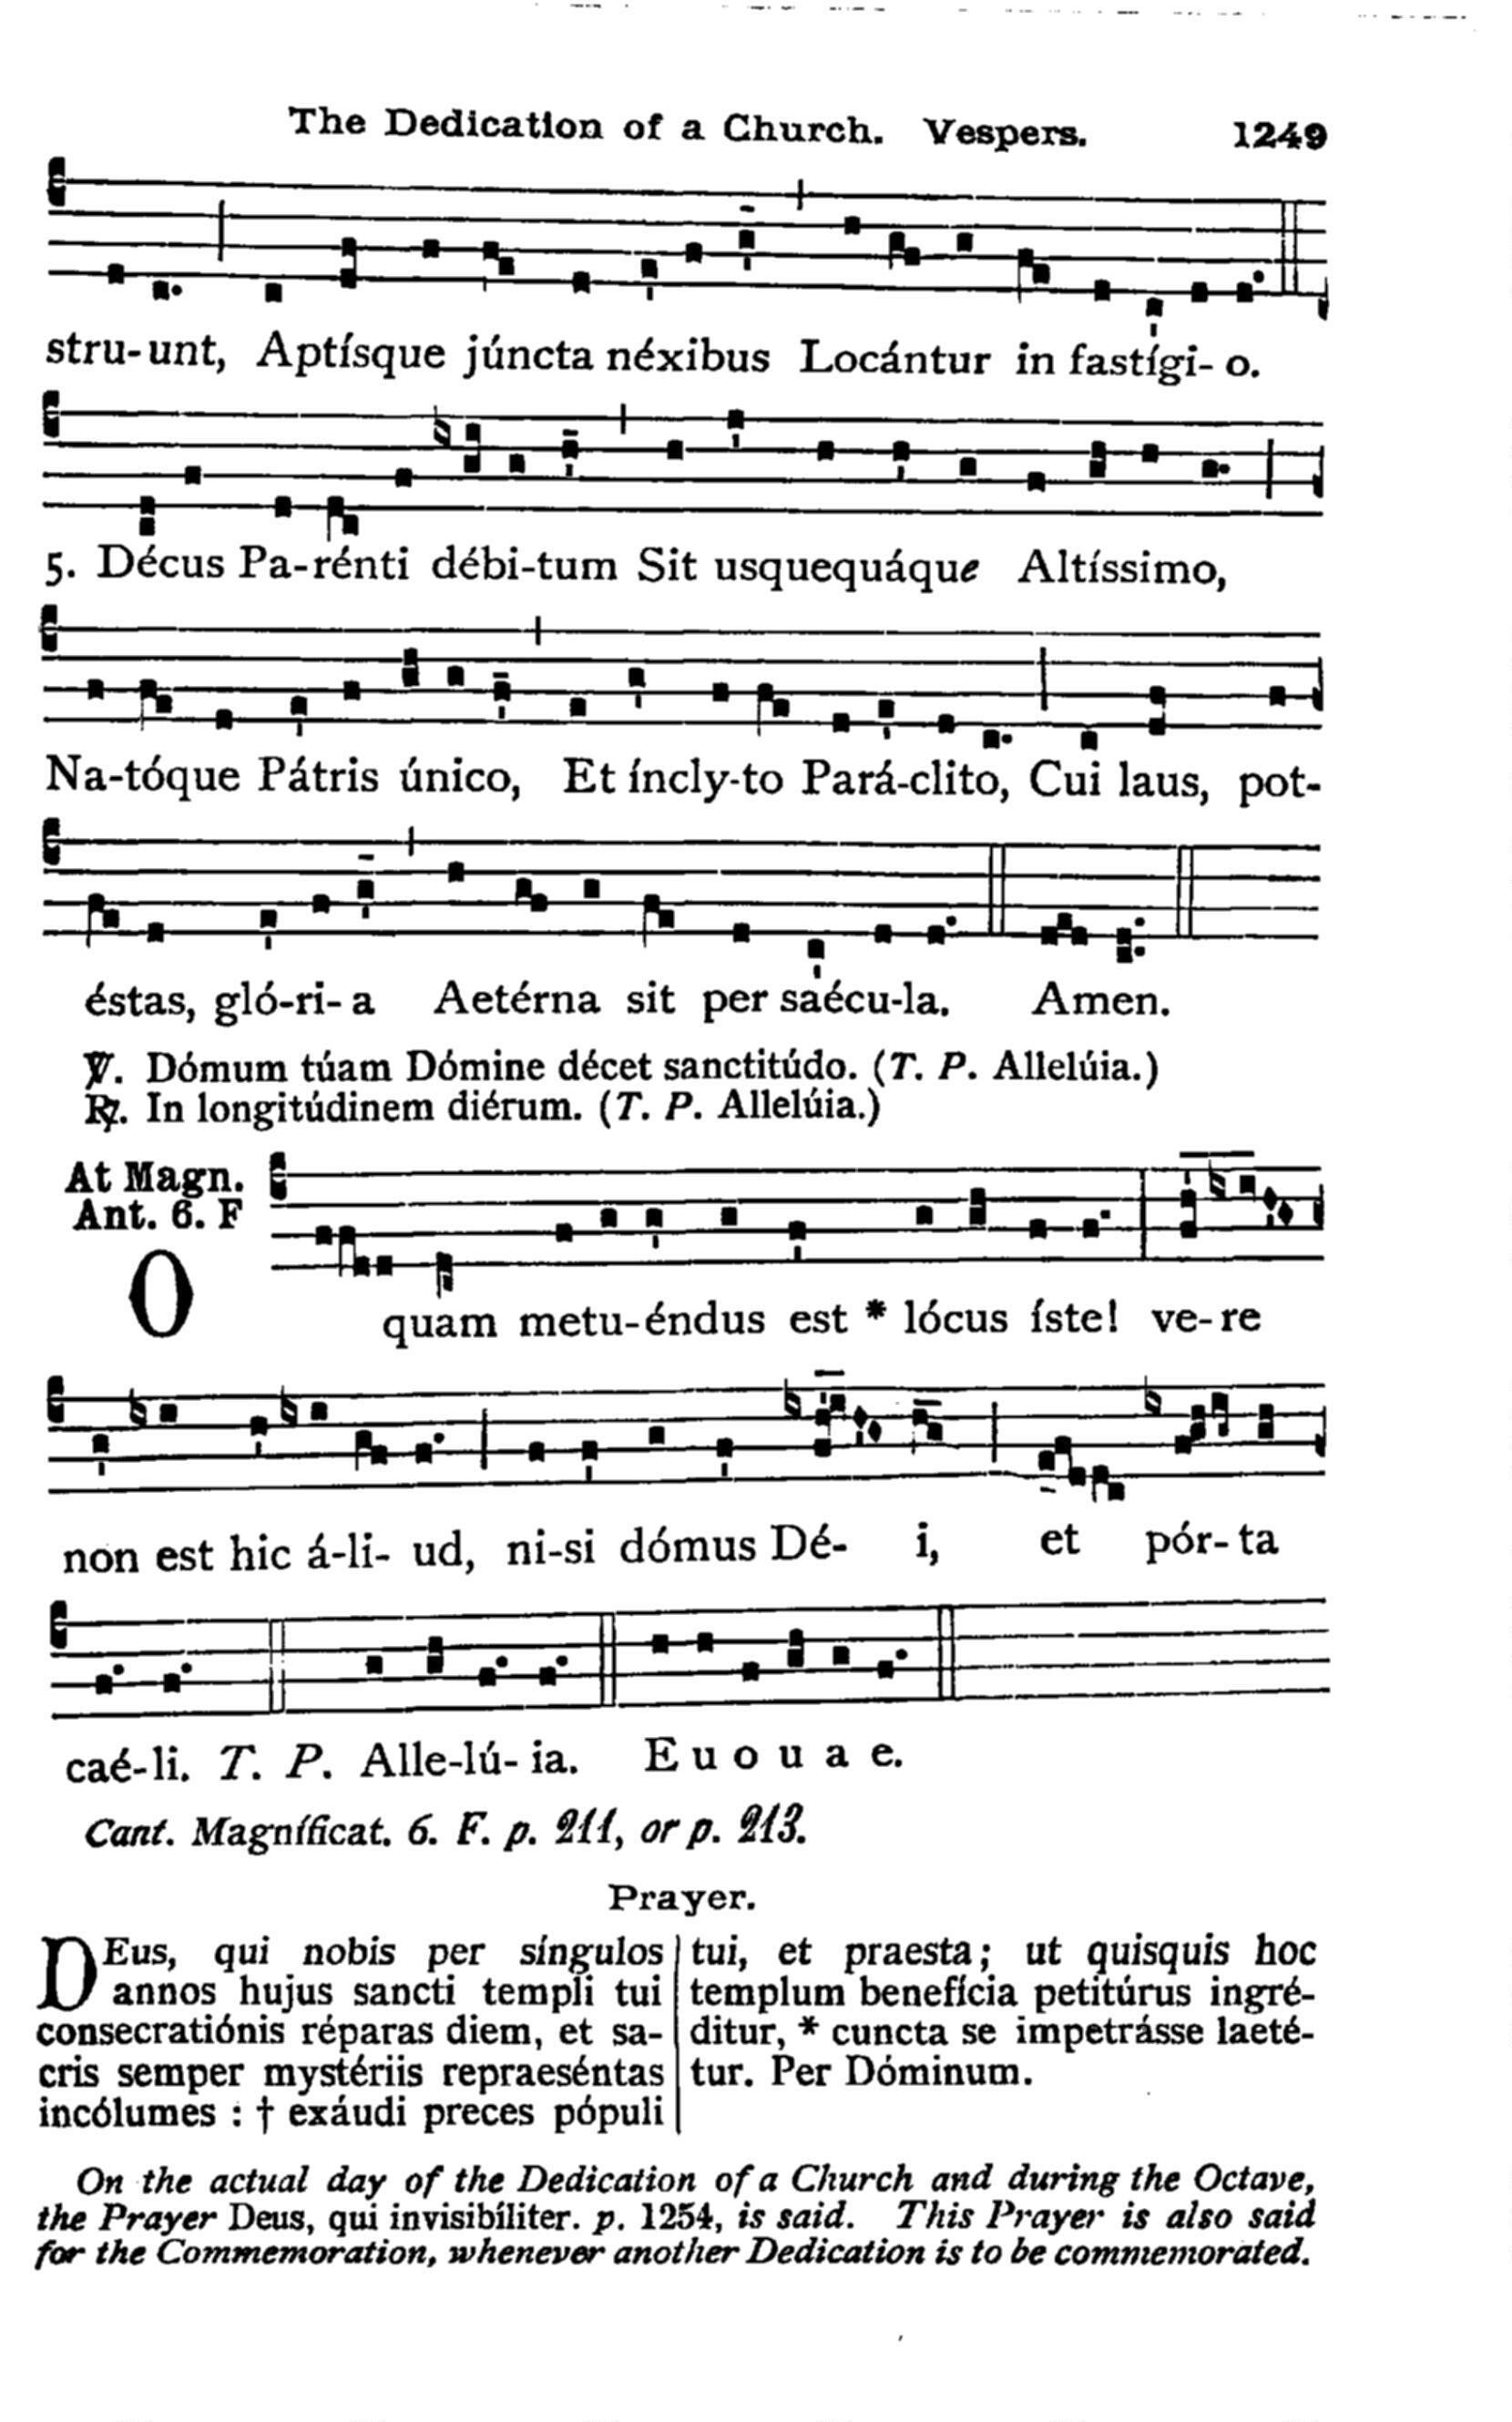 The Dedication of a Church. Vespers. 1249
stru-unt, Aptísque júncta néxibus Locántur in fastígi- o.
5. Décus Pa-rénti débi-tum Sit usquequáque Altíssimo,
Na-tóque Pátris único, Et íncly-to Pará-clito, Cui laus, pot-
éstas, gló-ri- a Aetérna sit per saécu-la. Amen.
℣. Dómum túam Dómine décet sanctitúdo. (T. P. Allelúia.)
℟. In longitúdinem diérum. (T. P. Allelúia.)
At Magn.
Ant. 6. F
O quam metu-éndus est * lócus íste! ve-re
non est hic á-li- ud, ni-si dómus Dé- i, et pór-ta
caé-li. T. P. Alle-lú- ia. E u o u a e.
Cant. Magníficat. 6. F. p. 211, or p. 213.
Prayer.
DEus, qui nobis per síngulos
annos hujus sancti templi tui
consecratiónis réparas diem, et sa-
cris semper mystériis repraeséntas
incólumes : † exáudi preces pópuli
tui, et praesta; ut quisquis hoc
templum benefícia petitúrus ingré-
ditur, * cuncta se impetrásse laeté-
tur. Per Dóminum.
On the actual day of the Dedication of a Church and during the Octave,
the Prayer Deus, qui invisibíliter. p. 1254, is said. This Prayer is also said
for the Commemoration, whenever another Dedication is to be commemorated.